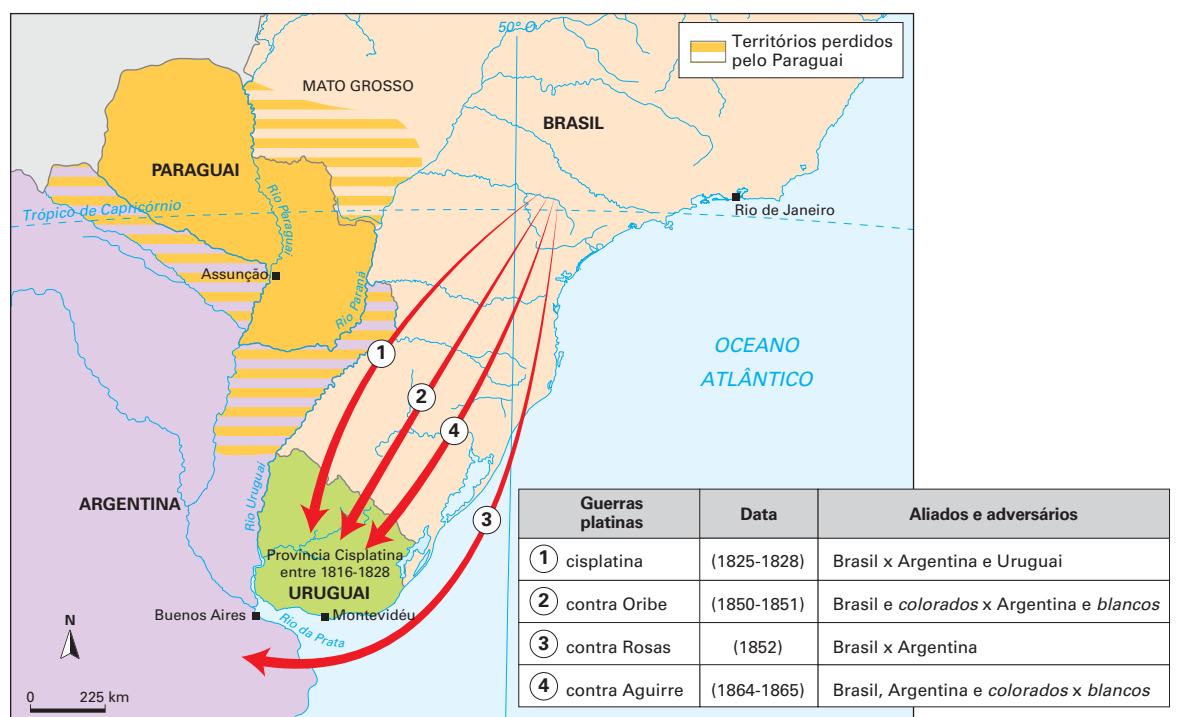 50° O
Territórios perdidos
pelo Paraguai
MATO GROSSO
BRASIL
PARAGUAI
Rio Paraguai
Trópico de Capricórnio
Rio de Janeiro
Assunção
Rio Paraná
OCEANO
ATLÂNTICO
1
2
4
3
ARGENTINA
Rio Uruguai
Província Cisplatina
entre 1816-1828
URUGUAI
Buenos Aires
Montevidéu
Rio da Prata
N
0 225 km
Guerras
platinas
Data
Aliados e adversários
1 cisplatina (1825-1828) Brasil x Argentina e Uruguai
2 contra Oribe (1850-1851) Brasil e colorados x Argentina e blancos
3 contra Rosas (1852) Brasil x Argentina
4 contra Aguirre (1864-1865) Brasil, Argentina e colorados x blancos